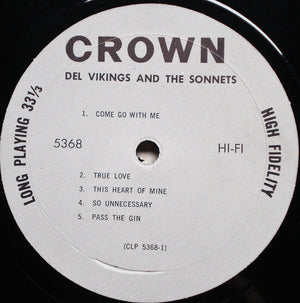 CROWN
DEL VIKINGS AND THE SONNETS
1. COME GO WITH ME
LONG PLAYING 33⅓
5368
HI-FI
HIGH FIDELITY
2. TRUE LOVE
3. THIS HEART OF MINE
4. SO UNNECESSARY
5. PASS THE GIN
(CLP 5368-1)